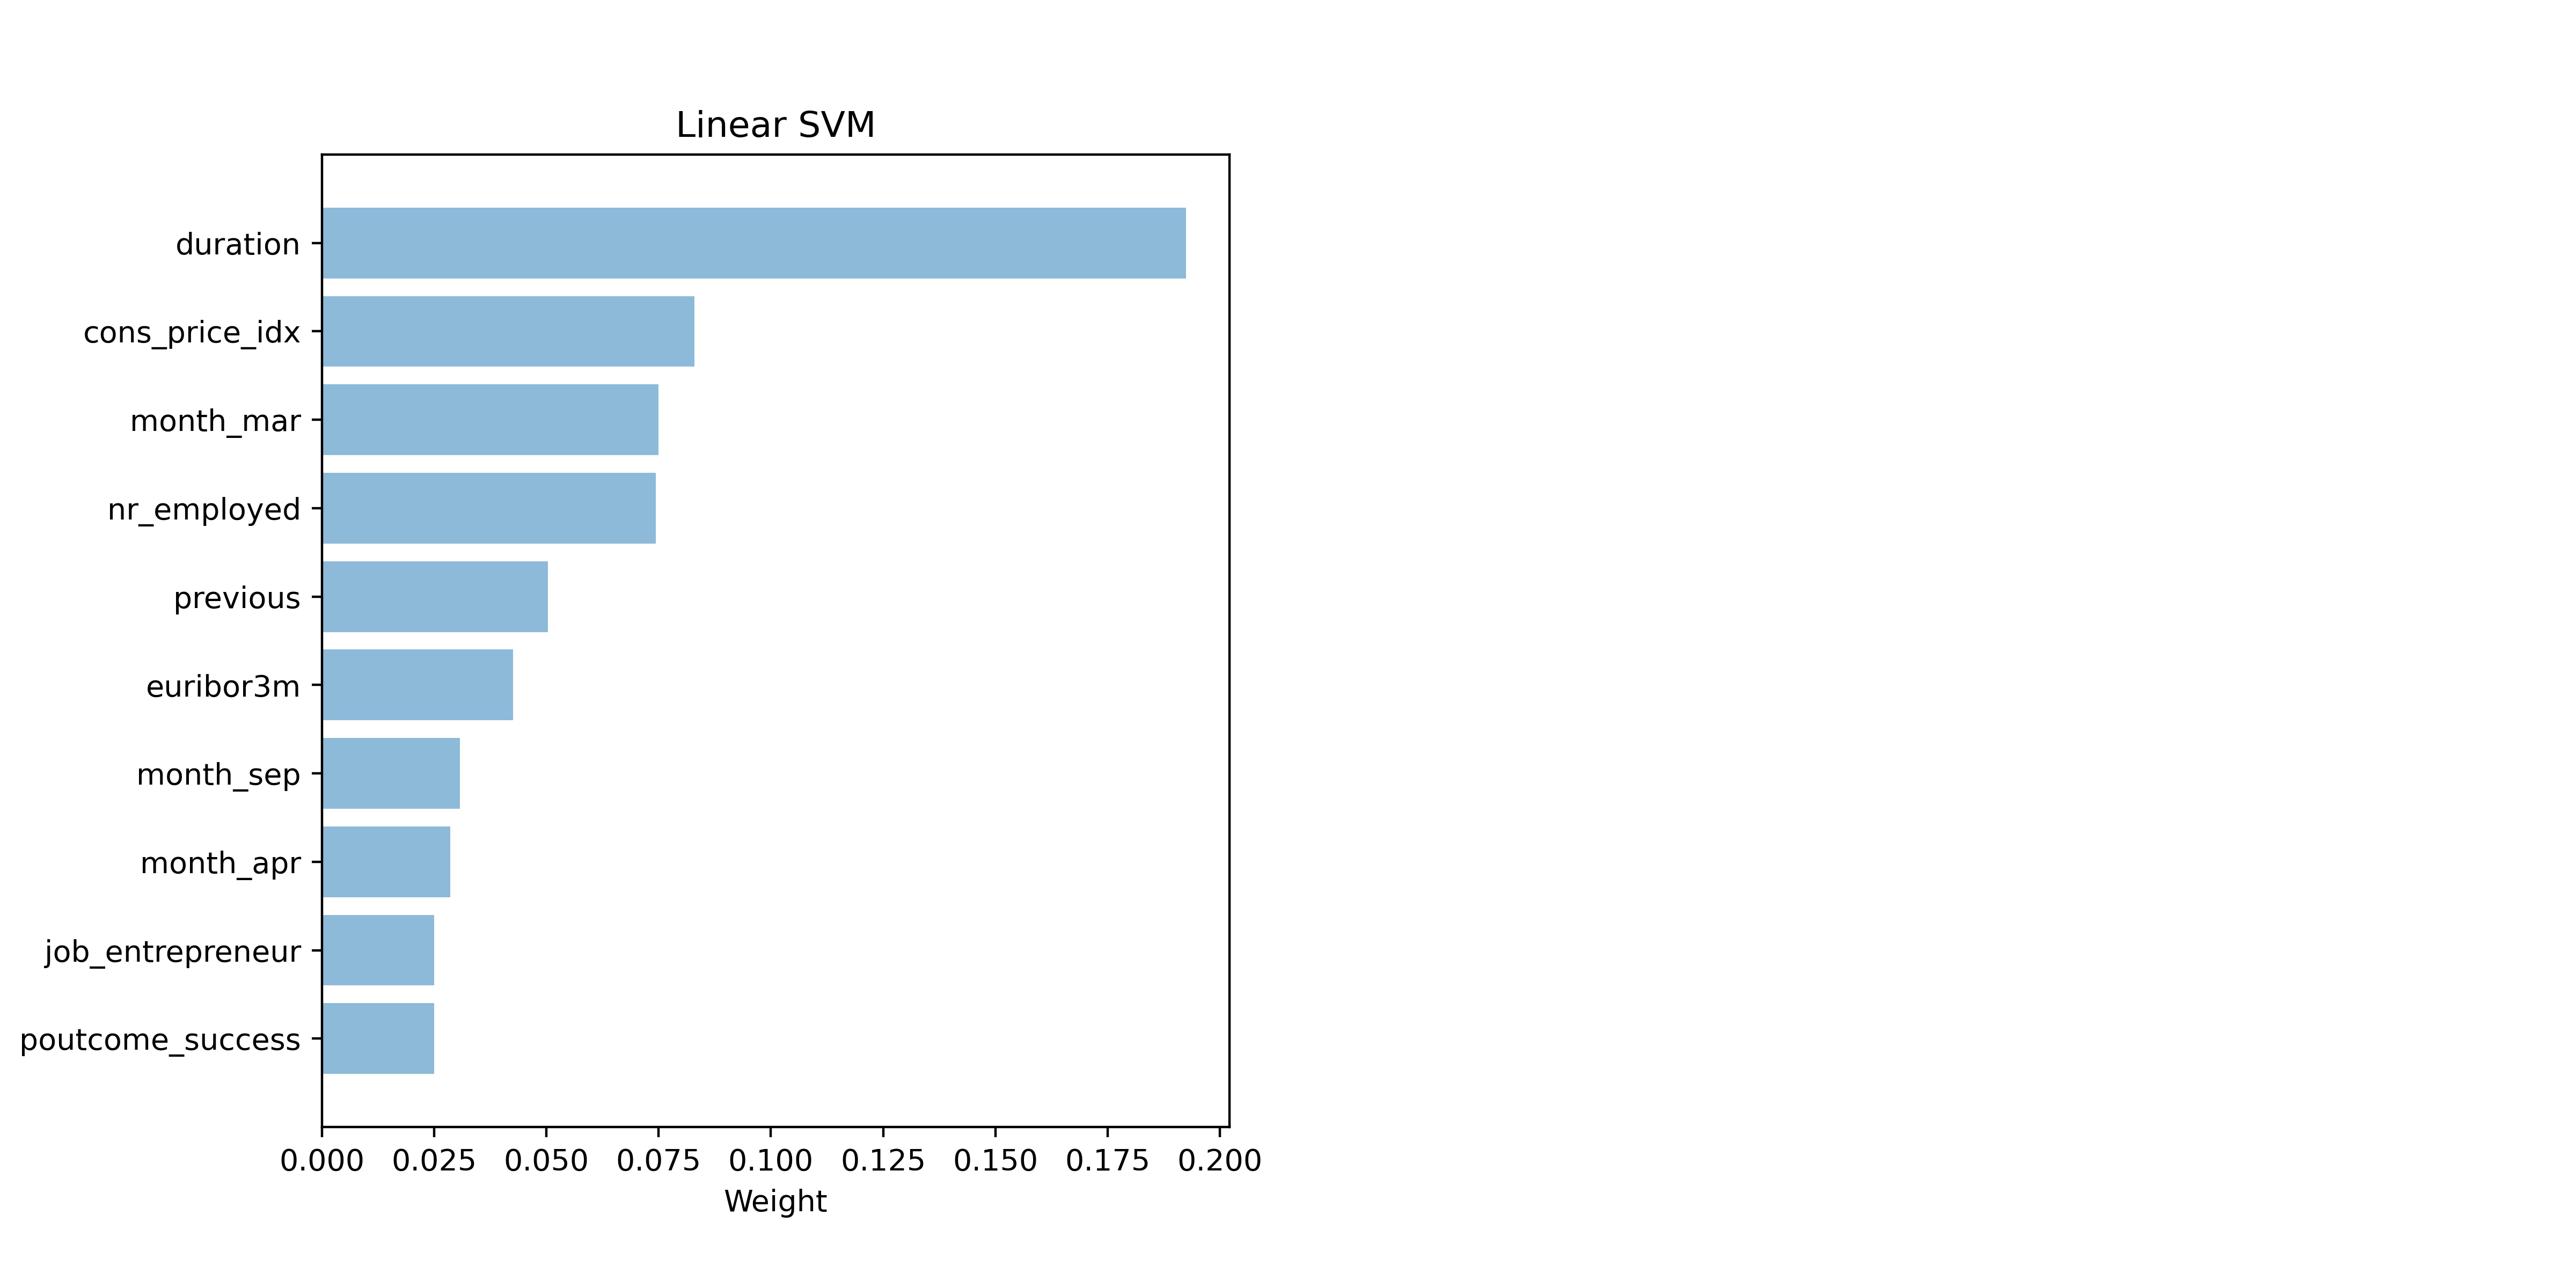 Linear SVM
duration
cons_price_idx
month_mar
nr_employed
previous
euribor3m
month_sep
month_apr
job_entrepreneur
poutcome_success
0.000 0.025 0.050 0.075 0.100 0.125 0.150 0.175 0.200
Weight